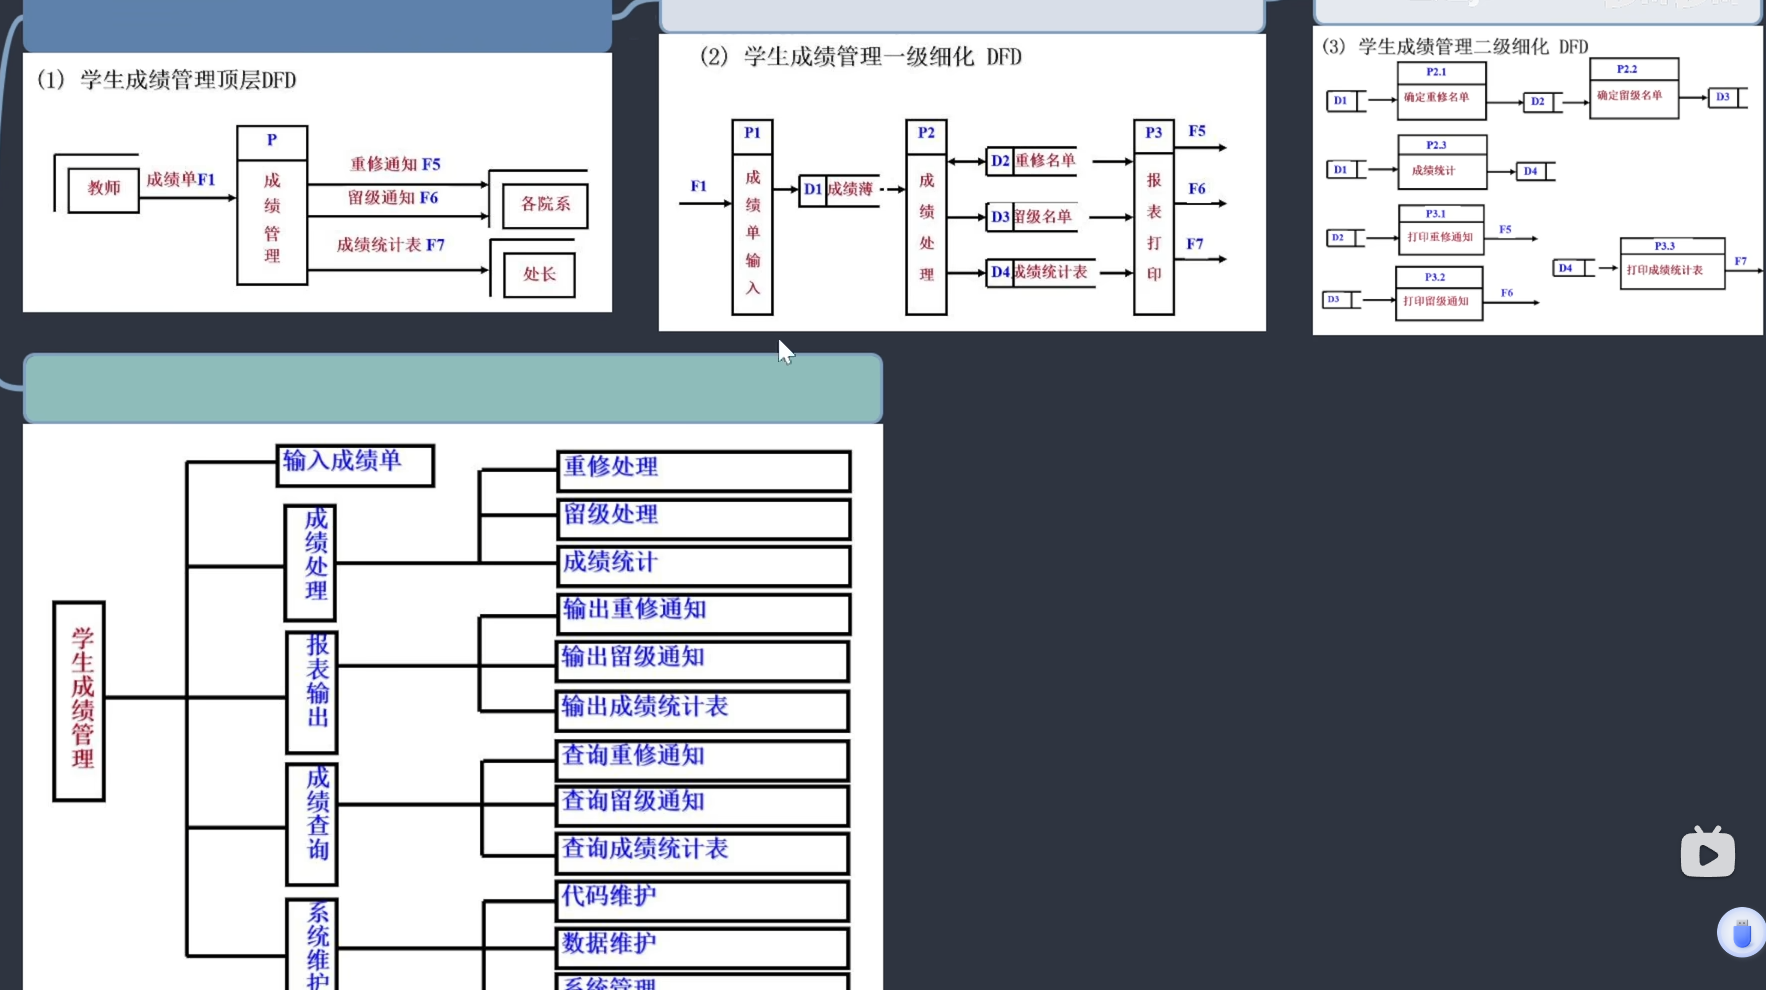 (1) 学生成绩管理顶层DFD
教师
成绩单F1
P
成绩管理
重修通知 F5
留级通知 F6
成绩统计表 F7
各院系
处长
(2) 学生成绩管理一级细化 DFD
F1
P1
成绩单输入
D1 成绩薄
P2
成绩处理
D2 重修名单
D3 留级名单
D4 成绩统计表
P3
报表打印
F5
F6
F7
(3) 学生成绩管理二级细化 DFD
D1
P2.1
确定重修名单
D2
P2.2
确定留级名单
D3
D1
P2.3
成绩统计
D4
D2
P3.1
打印重修通知
F5
D3
P3.2
打印留级通知
F6
D4
P3.3
打印成绩统计表
F7
学生成绩管理
输入成绩单
成绩处理
重修处理
留级处理
成绩统计
报表输出
输出重修通知
输出留级通知
输出成绩统计表
成绩查询
查询重修通知
查询留级通知
查询成绩统计表
系统维护
代码维护
数据维护
系统管理